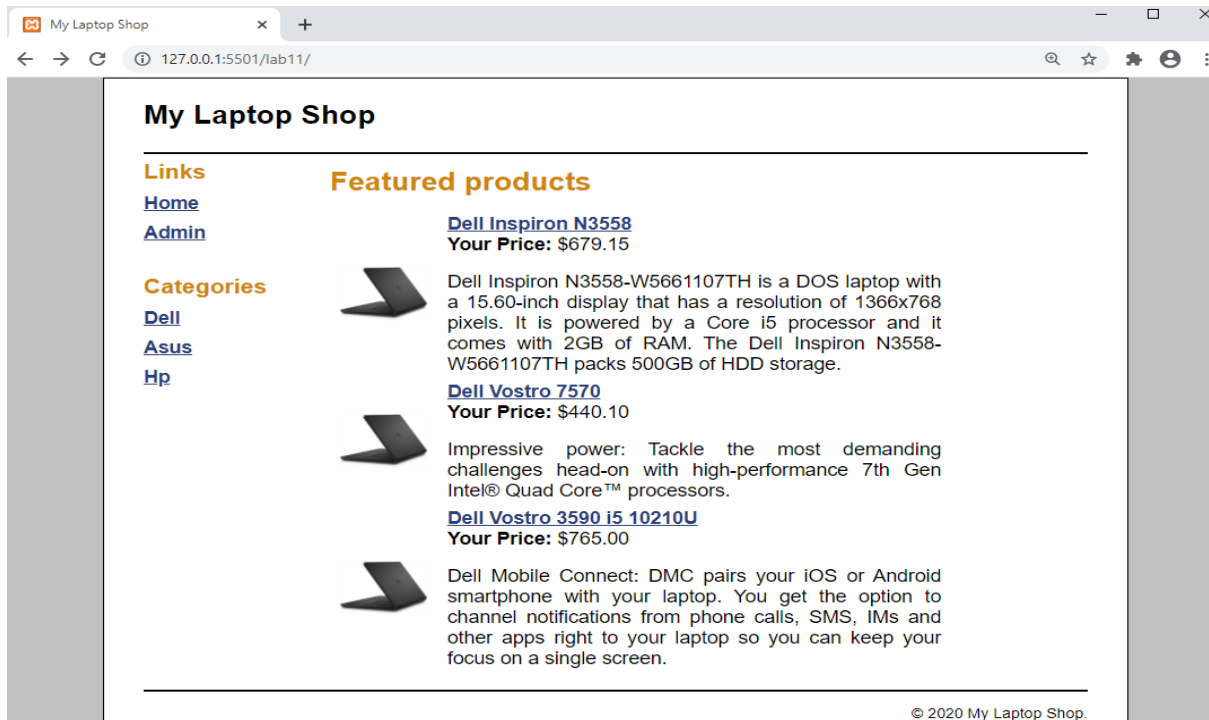 My Laptop Shop
127.0.0.1:5501/lab11/
My Laptop Shop
Links
Home
Admin
Categories
Dell
Asus
Hp
Featured products
Dell Inspiron N3558
Your Price: $679.15
Dell Inspiron N3558-W5661107TH is a DOS laptop with
a 15.60-inch display that has a resolution of 1366x768
pixels. It is powered by a Core i5 processor and it
comes with 2GB of RAM. The Dell Inspiron N3558-
W5661107TH packs 500GB of HDD storage.
Dell Vostro 7570
Your Price: $440.10
Impressive power: Tackle the most demanding
challenges head-on with high-performance 7th Gen
Intel® Quad Core™ processors.
Dell Vostro 3590 i5 10210U
Your Price: $765.00
Dell Mobile Connect: DMC pairs your iOS or Android
smartphone with your laptop. You get the option to
channel notifications from phone calls, SMS, IMs and
other apps right to your laptop so you can keep your
focus on a single screen.
© 2020 My Laptop Shop.